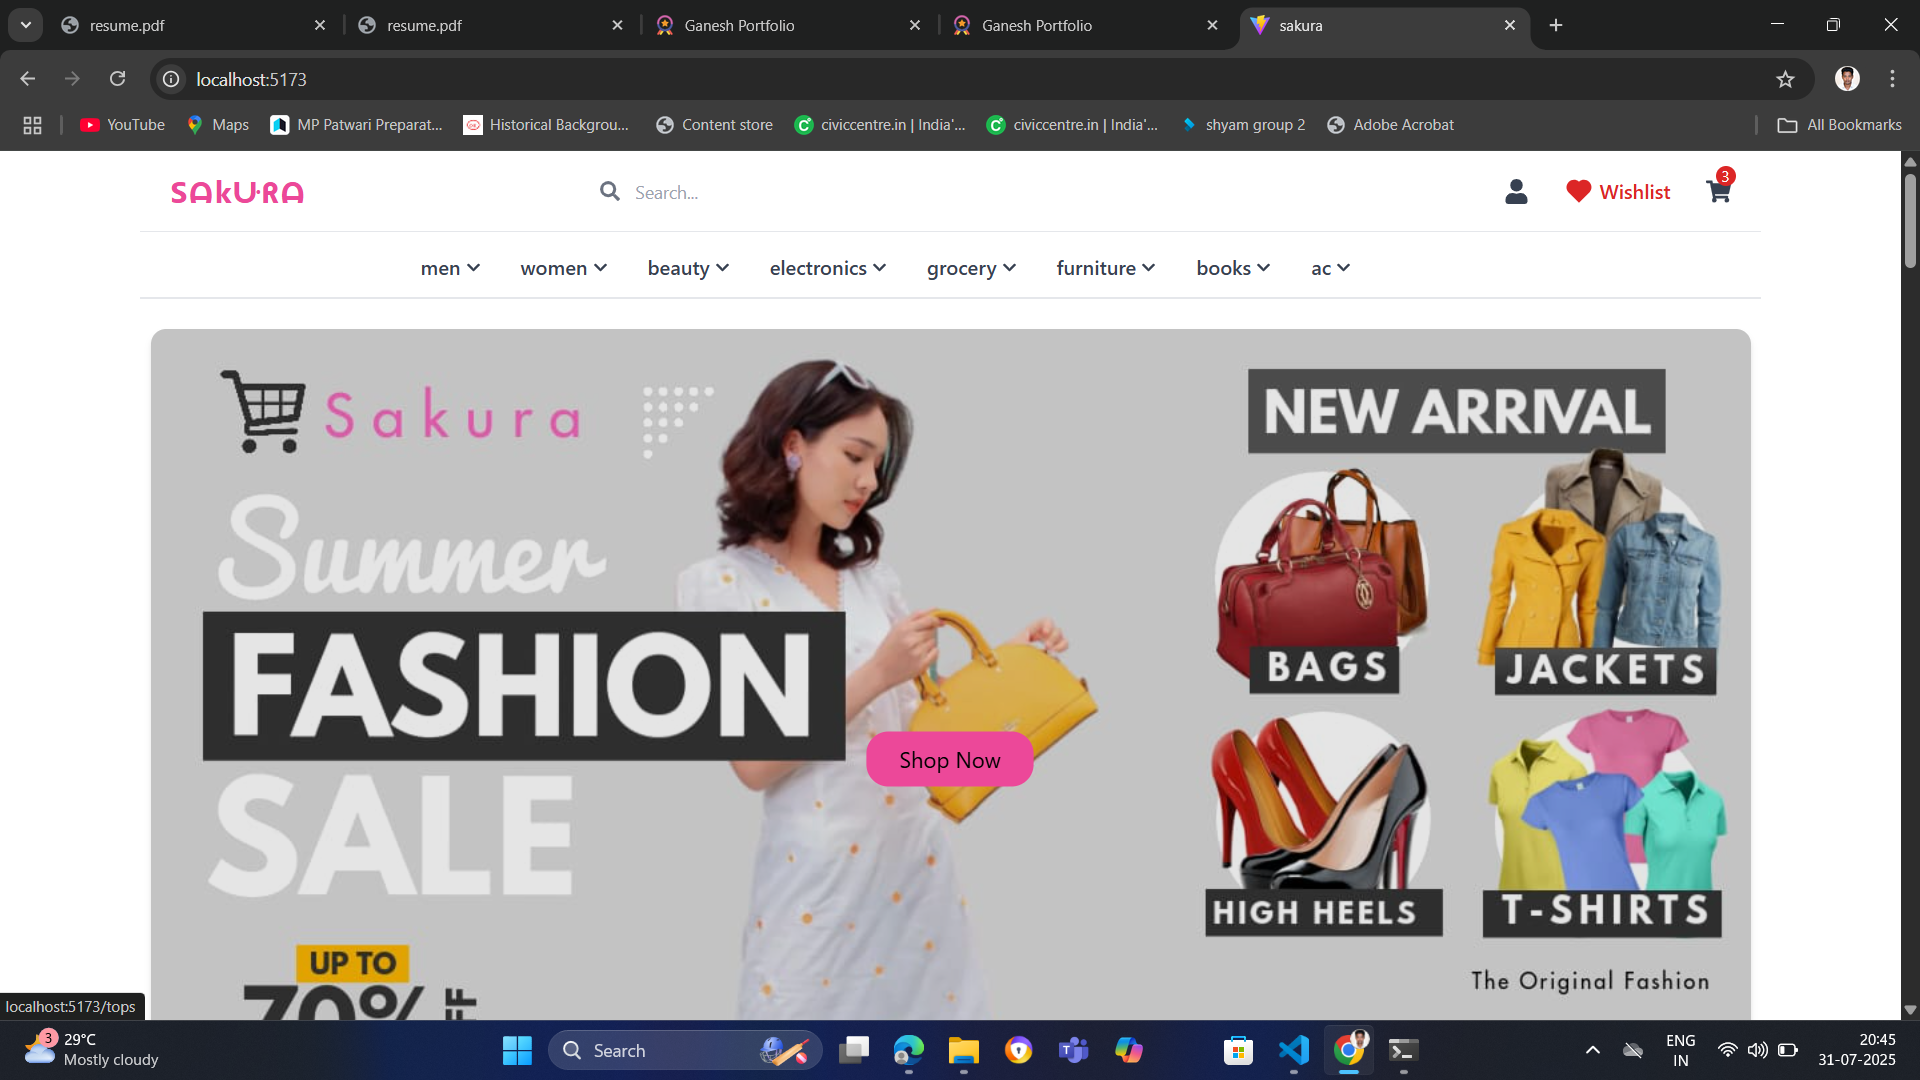 resume.pdf
resume.pdf
Ganesh Portfolio
Ganesh Portfolio
sakura
localhost:5173
YouTube
Maps
MP Patwari Preparat...
Historical Backgrou...
Content store
civiccentre.in | India'...
civiccentre.in | India'...
shyam group 2
Adobe Acrobat
All Bookmarks
SAKURA
Search...
Wishlist
3
men
women
beauty
electronics
grocery
furniture
books
ac
Sakura
Summer
FASHION
SALE
UP TO
70% FF
Shop Now
NEW ARRIVAL
BAGS
JACKETS
HIGH HEELS
T-SHIRTS
The Original Fashion
localhost:5173/tops
3
29°C
Mostly cloudy
Search
ENG
IN
20:45
31-07-2025